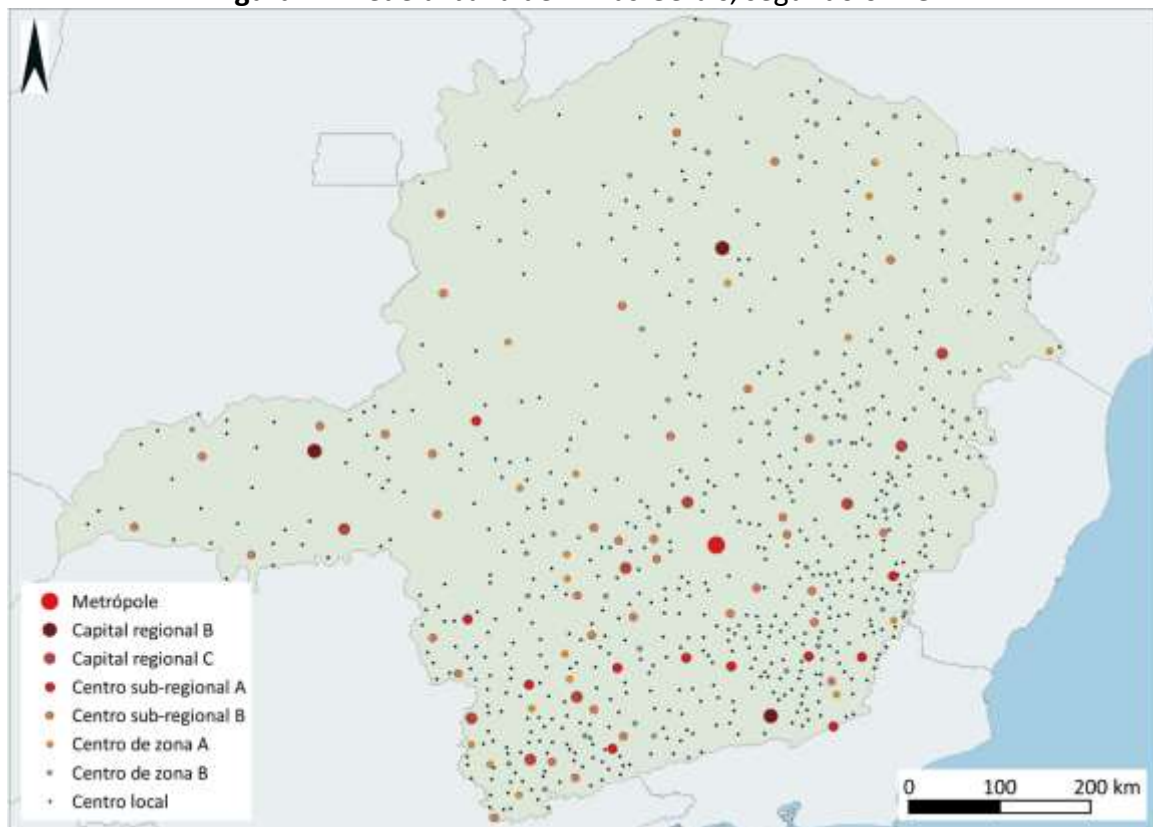 Metrópole
Capital regional B
Capital regional C
Centro sub-regional A
Centro sub-regional B
Centro de zona A
Centro de zona B
Centro local
0 100 200 km